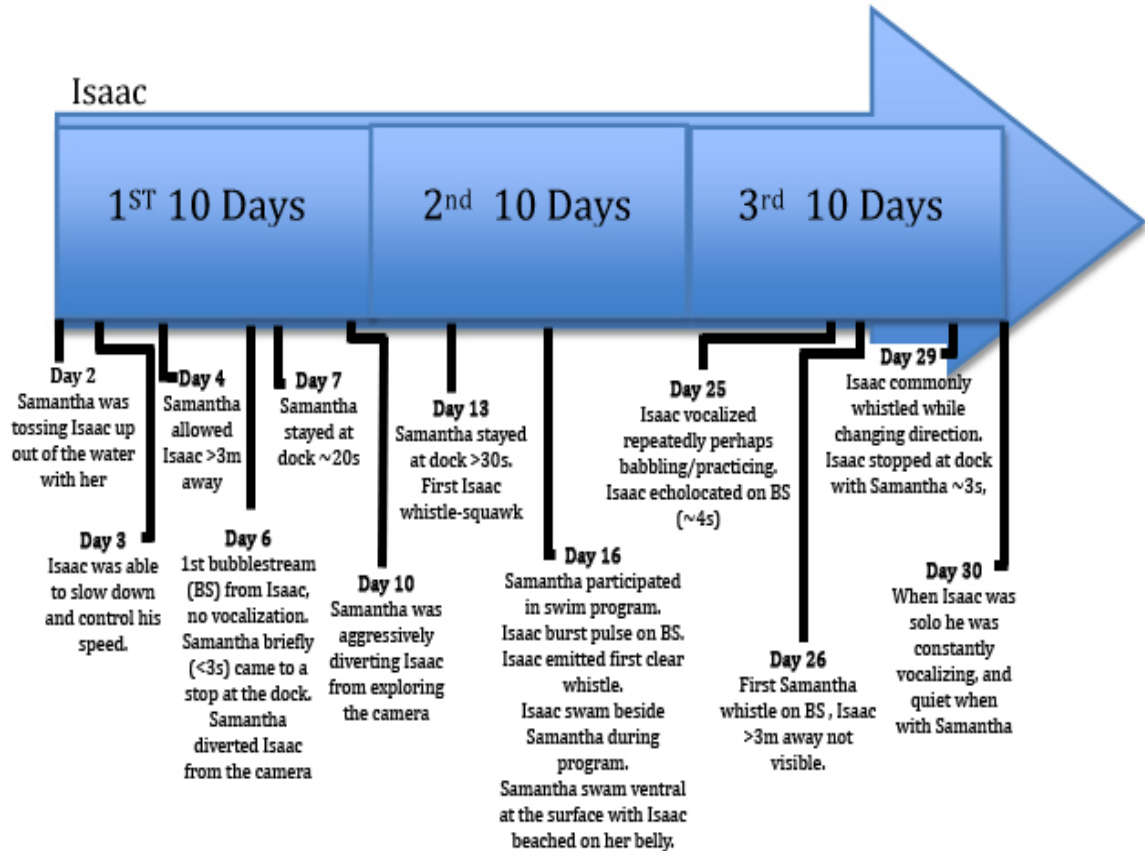 Isaac
1ST 10 Days
2nd 10 Days
3rd 10 Days
Day 2
Samantha was
tossing Isaac up
out of the water
with her
Day 3
Isaac was able
to slow down
and control his
speed.
Day 4
Samantha
allowed
Isaac >3m
away
Day 6
1st bubblestream
(BS) from Isaac,
no vocalization.
Samantha briefly
(<3s) came to a
stop at the dock.
Samantha
diverted Isaac
from the camera
Day 7
Samantha
stayed at
dock ~20s
Day 10
Samantha was
aggressively
diverting Isaac
from exploring
the camera
Day 13
Samantha stayed
at dock >30s.
First Isaac
whistle-squawk
Day 16
Samantha participated
in swim program.
Isaac burst pulse on BS.
Isaac emitted first clear
whistle.
Isaac swam beside
Samantha during
program.
Samantha swam ventral
at the surface with Isaac
beached on her belly.
Day 25
Isaac vocalized
repeatedly perhaps
babbling/practicing.
Isaac echolocated on BS
(~4s)
Day 26
First Samantha
whistle on BS , Isaac
>3m away not
visible.
Day 29
Isaac commonly
whistled while
changing direction.
Isaac stopped at dock
with Samantha ~3s,
Day 30
When Isaac was
solo he was
constantly
vocalizing, and
quiet when
with Samantha